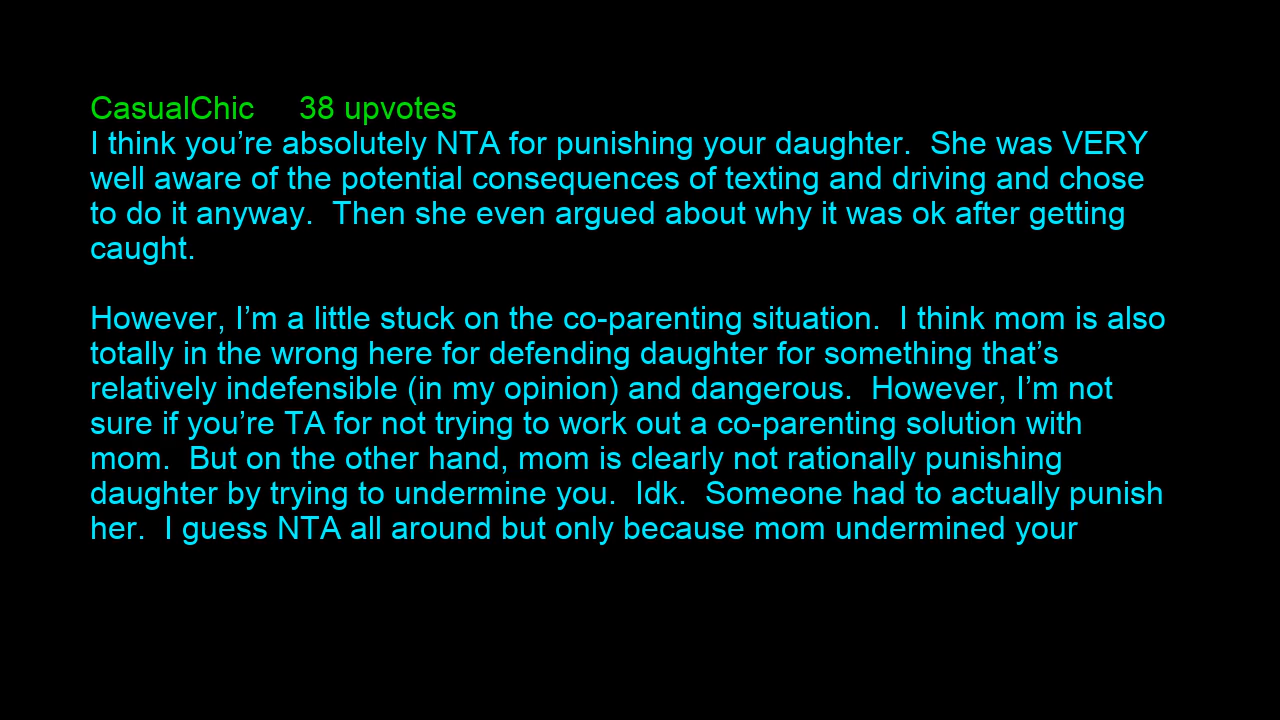 CasualChic 38 upvotes
I think you’re absolutely NTA for punishing your daughter.  She was VERY
well aware of the potential consequences of texting and driving and chose
to do it anyway.  Then she even argued about why it was ok after getting
caught.
However, I’m a little stuck on the co-parenting situation.  I think mom is also
totally in the wrong here for defending daughter for something that’s
relatively indefensible (in my opinion) and dangerous.  However, I’m not
sure if you’re TA for not trying to work out a co-parenting solution with
mom.  But on the other hand, mom is clearly not rationally punishing
daughter by trying to undermine you.  Idk.  Someone had to actually punish
her.  I guess NTA all around but only because mom undermined your